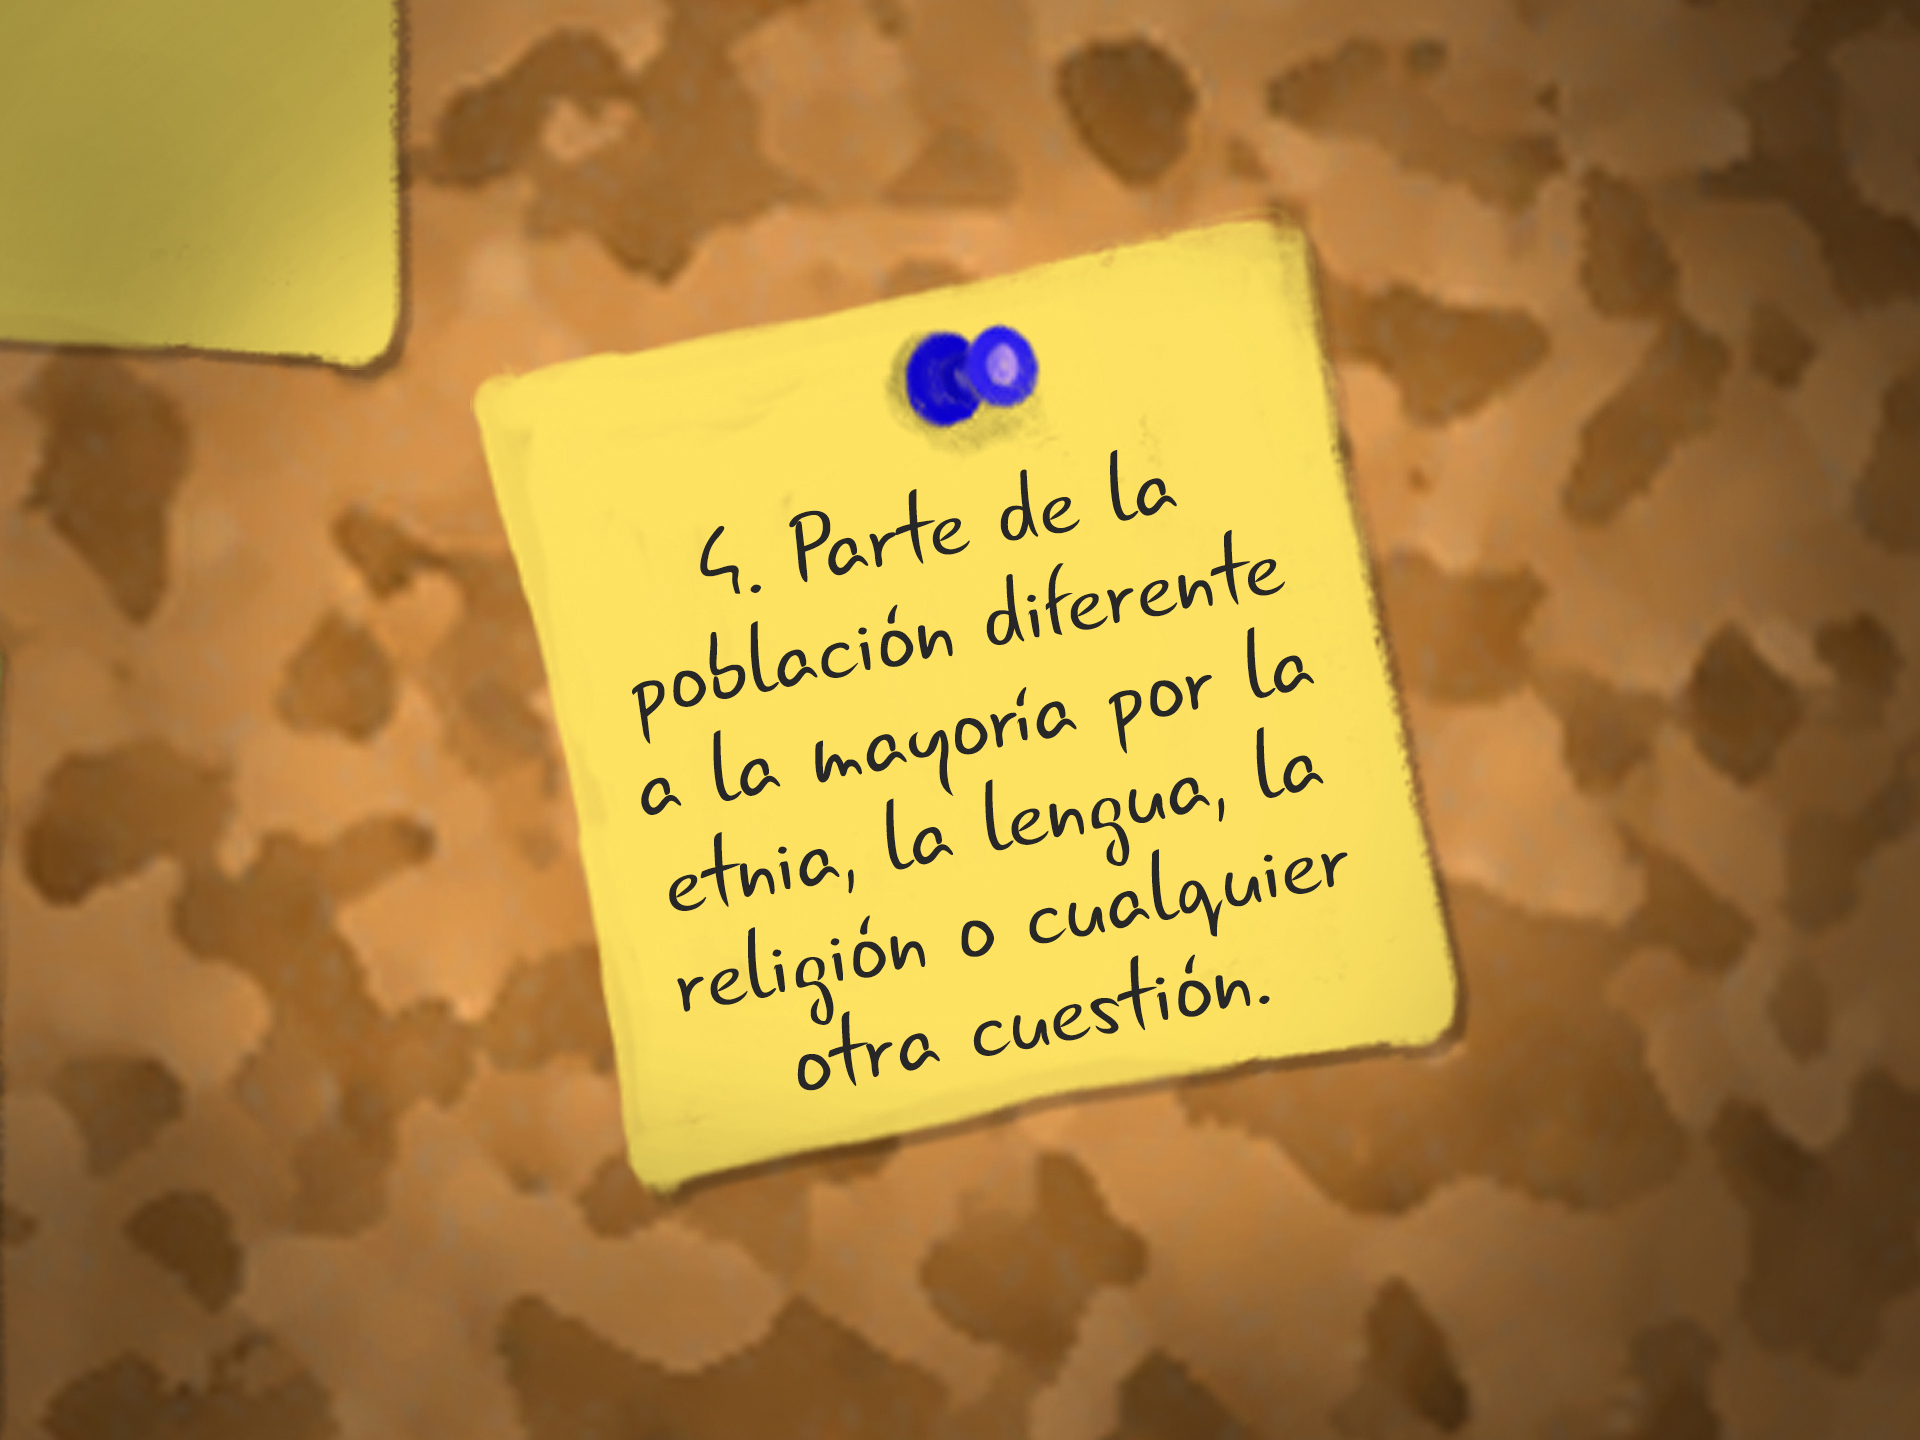 4. Parte de la
población diferente
a la mayoría por la
etnia, la lengua, la
religión o cualquier
otra cuestión.